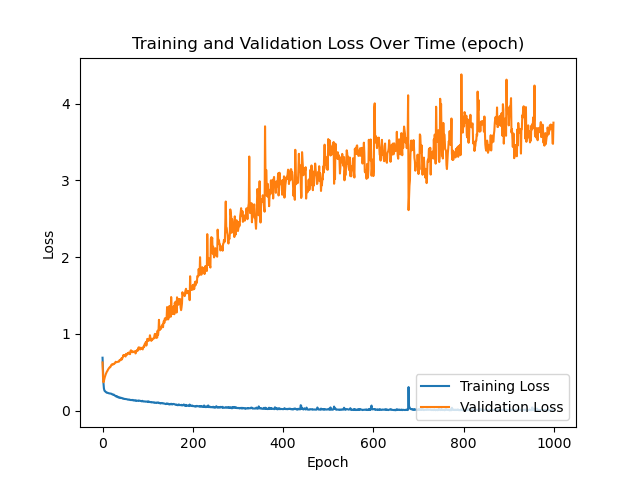 Training and Validation Loss Over Time (epoch)
4
3
2
1
0
Loss
0 200 400 600 800 1000
Epoch
Training Loss
Validation Loss